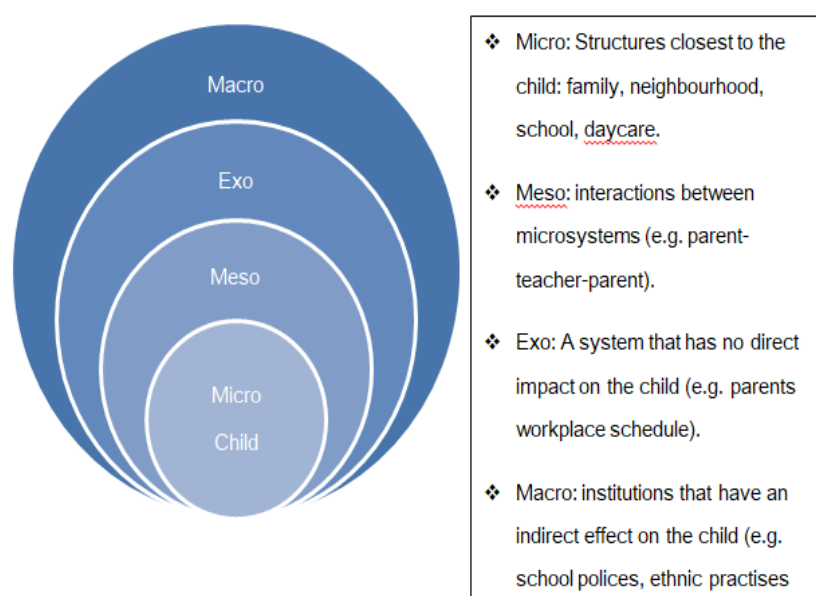 Macro
Exo
Meso
Micro
Child
❖ Micro: Structures closest to the
child: family, neighbourhood,
school, daycare.
❖ Meso: interactions between
microsystems (e.g. parent-
teacher-parent).
❖ Exo: A system that has no direct
impact on the child (e.g. parents
workplace schedule).
❖ Macro: institutions that have an
indirect effect on the child (e.g.
school polices, ethnic practises